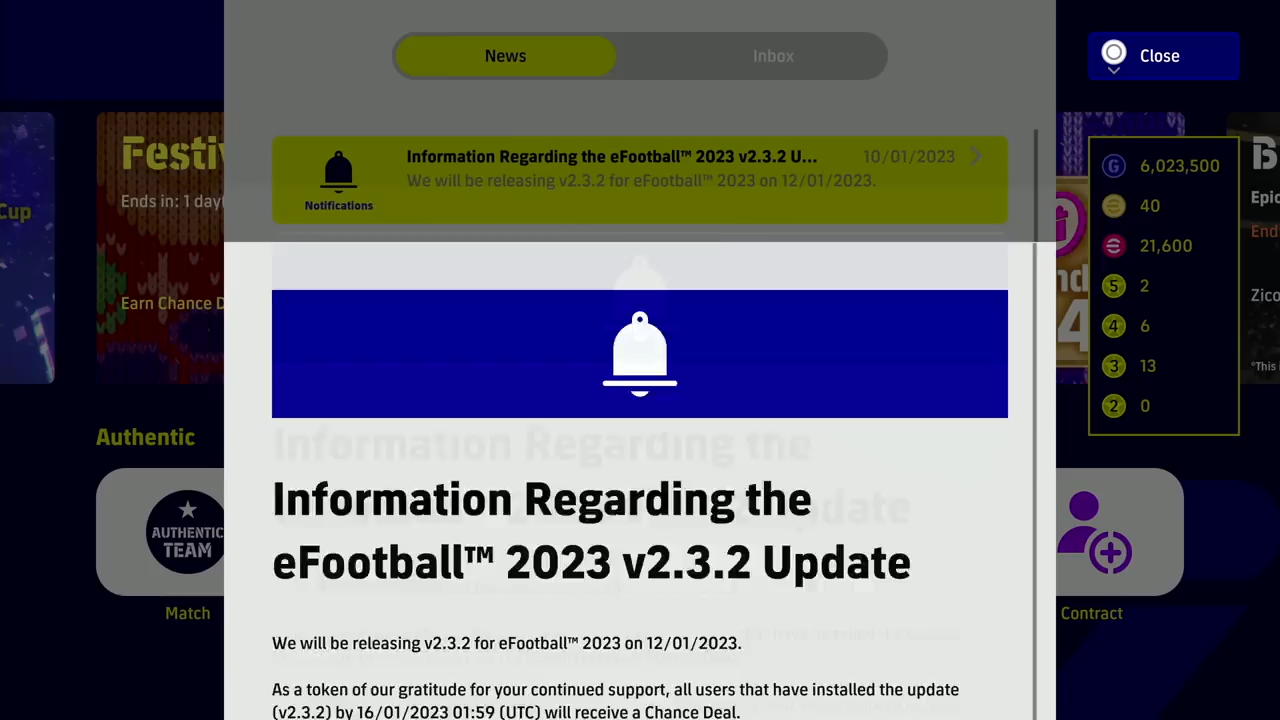 News
Inbox
Close
Information Regarding the eFootball™ 2023 v2.3.2 U...
10/01/2023
We will be releasing v2.3.2 for eFootball™ 2023 on 12/01/2023.
Notifications
Festiv
Ends in: 1 day(
Cup
Earn Chance D
G 6,023,500
40
21,600
5 2
4 6
3 13
2 0
Epic
End
Zico
*This i
nd
4
B
Information Regarding the
eFootball™ 2023 v2.3.2 Update
Authentic
AUTHENTIC
TEAM
Match
Contract
We will be releasing v2.3.2 for eFootball™ 2023 on 12/01/2023.
As a token of our gratitude for your continued support, all users that have installed the update
(v2.3.2) by 16/01/2023 01:59 (UTC) will receive a Chance Deal.